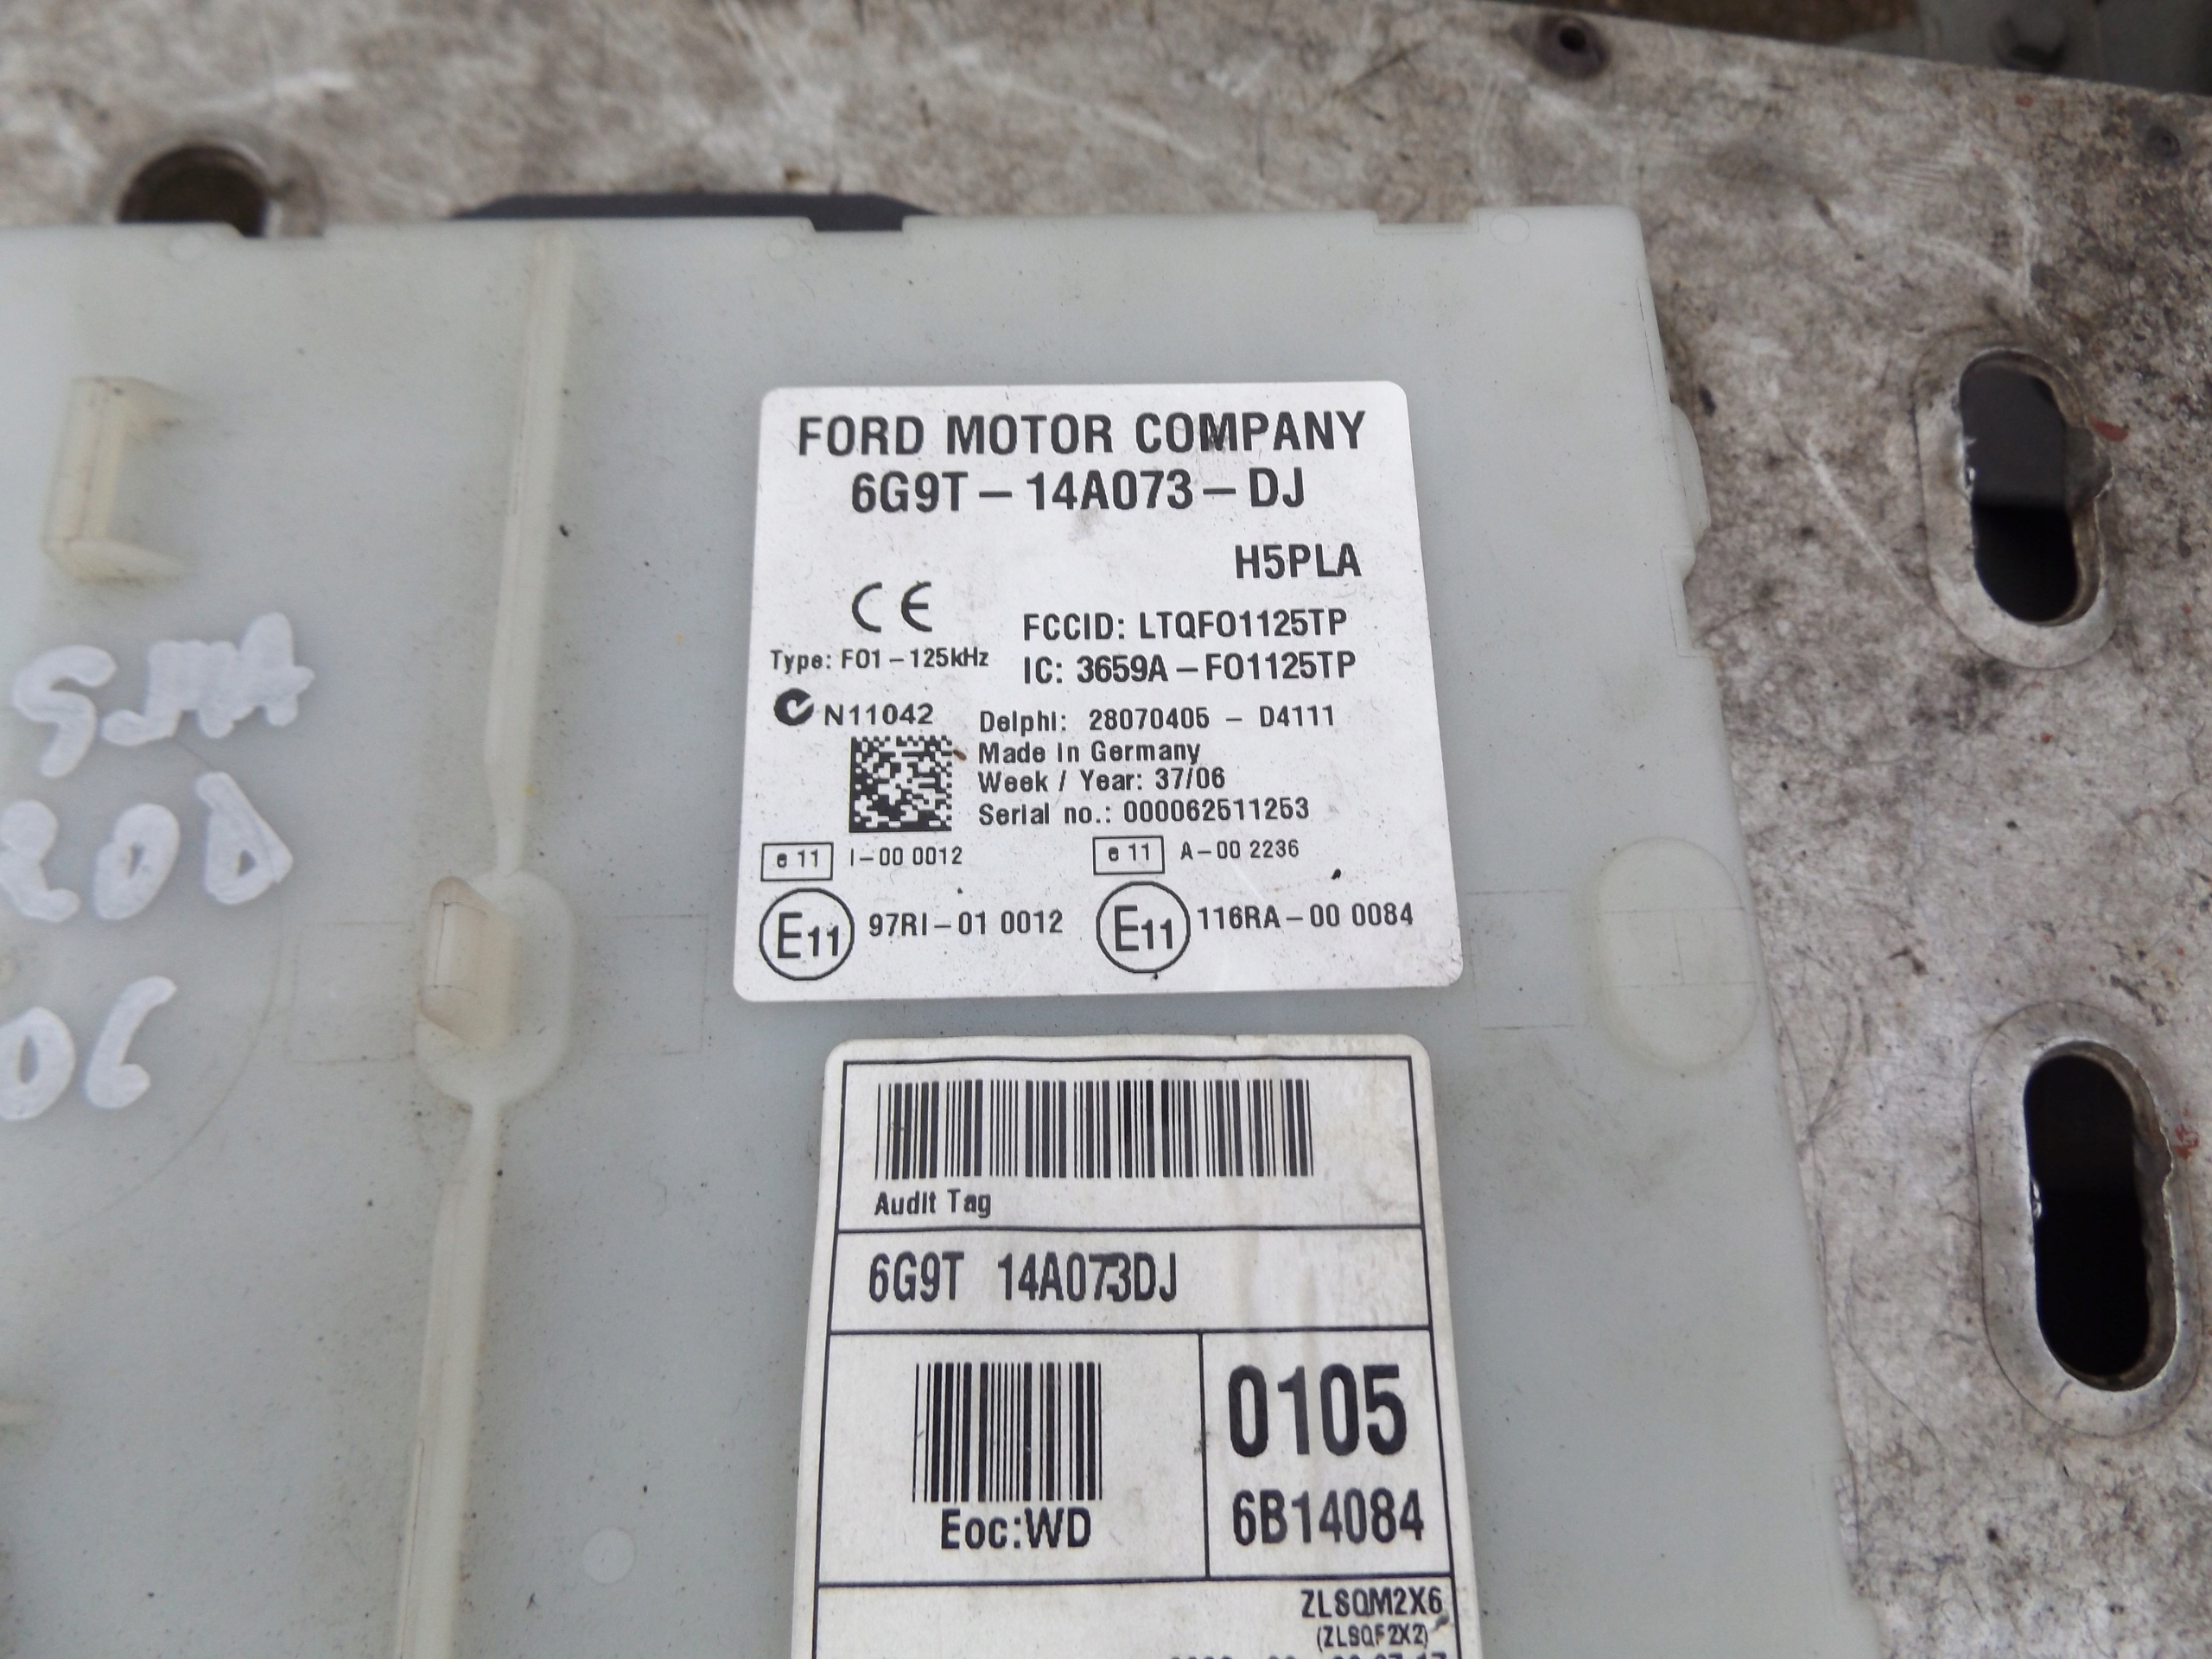 FORD MOTOR COMPANY
6G9T – 14A073 – DJ
H5PLA
CE
FCCID: LTQFO1125TP
Type: FO1 – 125kHz
IC: 3659A – FO1125TP
N11042
Delphi: 28070405 – D4111
Made in Germany
Week / Year: 37/06
Serial no.: 000062511253
e 11 I–00 0012
e 11 A–00 2236
E11 97RI–01 0012
E11 116RA–00 0084
Audit Tag
6G9T 14A073DJ
Eoc:WD
0105
6B14084
ZLSQM2X6
(ZLSQF2X2)
06